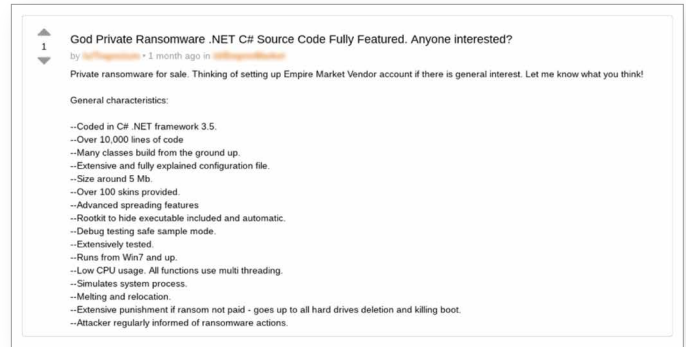 1
God Private Ransomware .NET C# Source Code Fully Featured. Anyone interested?
by • 1 month ago in
Private ransomware for sale. Thinking of setting up Empire Market Vendor account if there is general interest. Let me know what you think!
General characteristics:
--Coded in C# .NET framework 3.5.
--Over 10,000 lines of code
--Many classes build from the ground up.
--Extensive and fully explained configuration file.
--Size around 5 Mb.
--Over 100 skins provided.
--Advanced spreading features
--Rootkit to hide executable included and automatic.
--Debug testing safe sample mode.
--Extensively tested.
--Runs from Win7 and up.
--Low CPU usage. All functions use multi threading.
--Simulates system process.
--Melting and relocation.
--Extensive punishment if ransom not paid - goes up to all hard drives deletion and killing boot.
--Attacker regularly informed of ransomware actions.